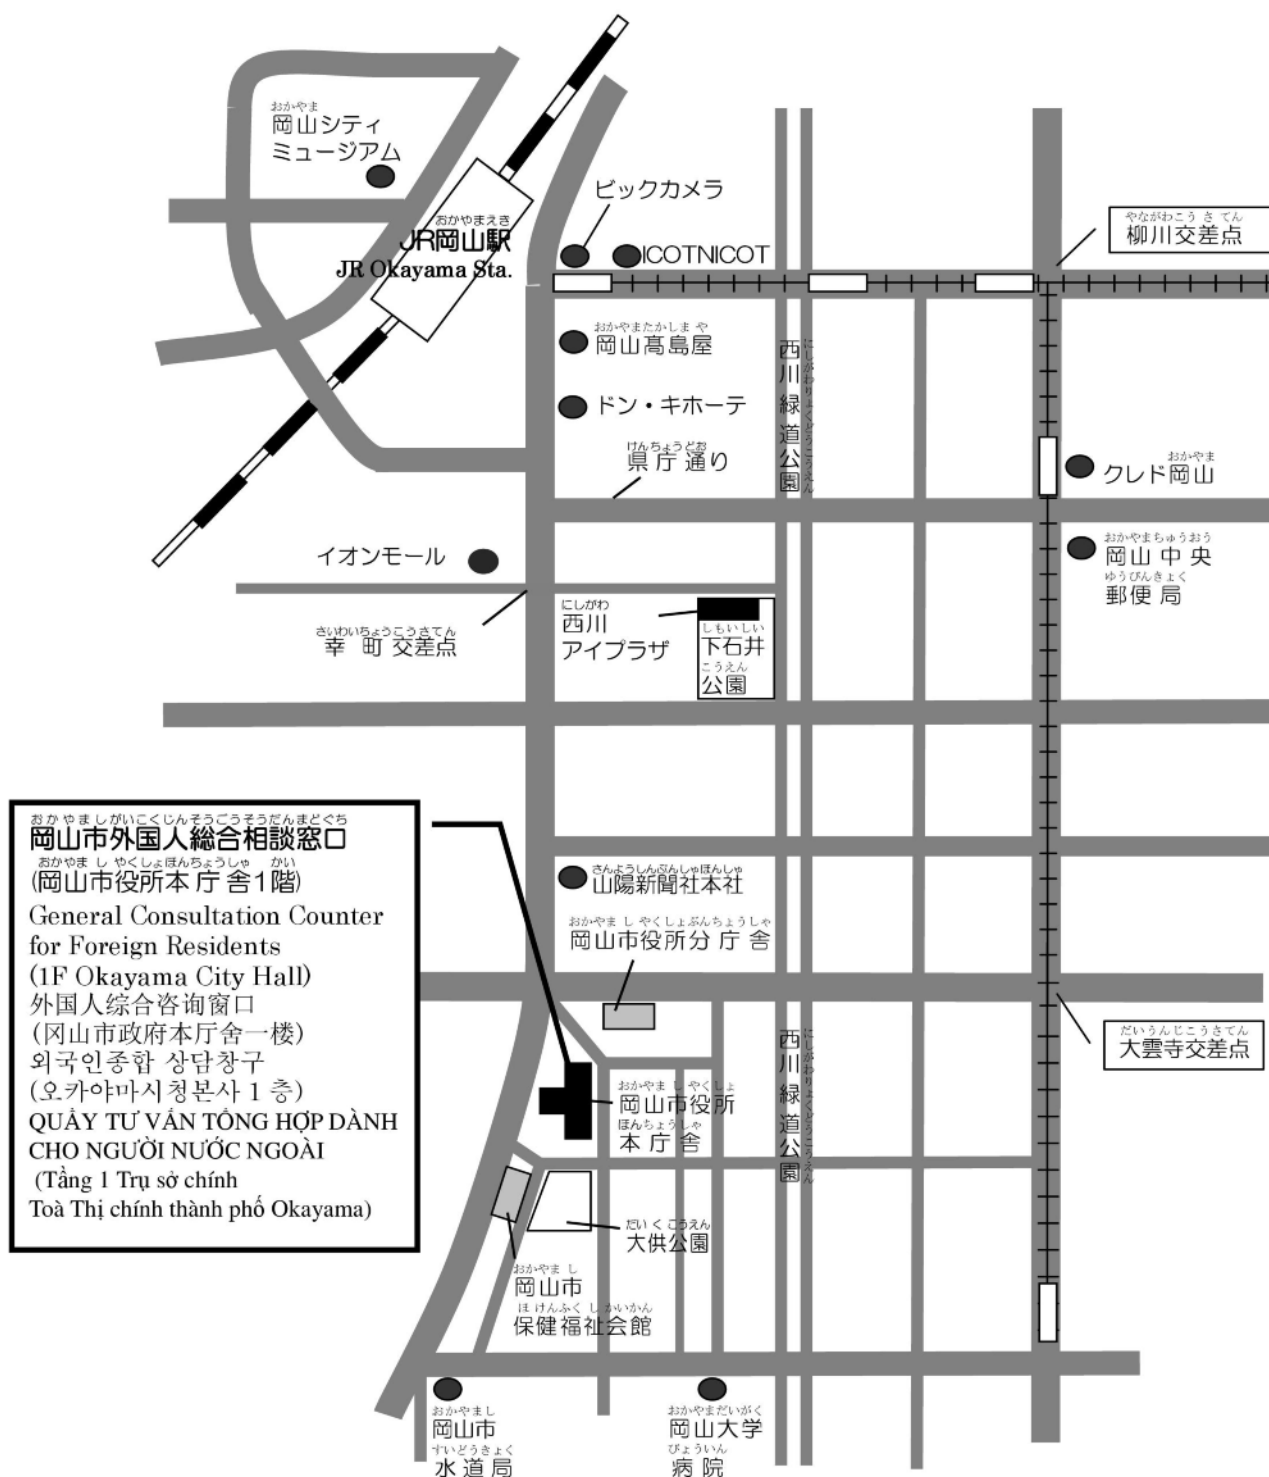 おかやま
岡山シティ
ミュージアム
ビックカメラ
おかやまえき
JR岡山駅
JR Okayama Sta.
ICOTNICOT
やながわこうさてん
柳川交差点
おかやまたかしまや
岡山髙島屋
ドン・キホーテ
けんちょうどお
県庁通り
西川緑道公園
にしがわりょくどうこうえん
おかやま
クレド岡山
おかやまちゅうおう
岡山中央
ゆうびんきょく
郵便局
イオンモール
さいわいちょうこうさてん
幸町交差点
にしがわ
西川
アイプラザ
しもいしい
下石井
こうえん
公園
おかやましがいこくじんそうごうそうだんまどぐち
岡山市外国人総合相談窓口
おかやましやくしょほんちょうしゃ かい
(岡山市役所本庁舎1階)
General Consultation Counter
for Foreign Residents
(1F Okayama City Hall)
外国人综合咨询窗口
(冈山市政府本厅舍一楼)
외국인종합 상담창구
(오카야마시청본사 1 층)
QUẦY TƯ VẤN TỔNG HỢP DÀNH
CHO NGƯỜI NƯỚC NGOÀI
(Tầng 1 Trụ sở chính
Toà Thị chính thành phố Okayama)
さんようしんぶんしゃほんしゃ
山陽新聞社本社
おかやましやくしょぶんちょうしゃ
岡山市役所分庁舎
だいうんじこうさてん
大雲寺交差点
おかやましやくしょ
岡山市役所
ほんちょうしゃ
本庁舎
西川緑道公園
にしがわりょくどうこうえん
だいくこうえん
大供公園
おかやまし
岡山市
ほけんふくしかいかん
保健福祉会館
おかやまし
岡山市
すいどうきょく
水道局
おかやまだいがく
岡山大学
びょういん
病院